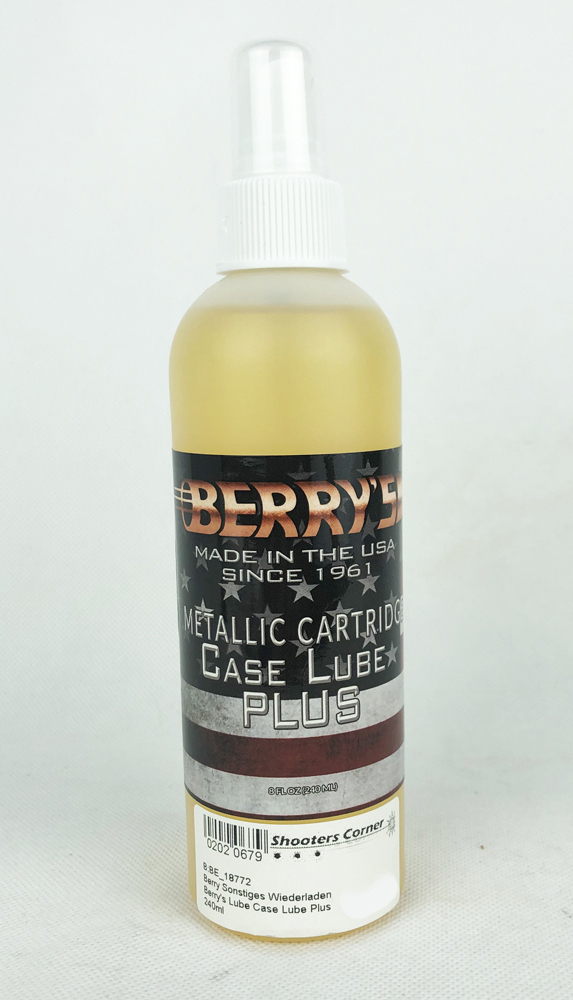 BERRY'S
MADE IN THE USA
SINCE 1961
METALLIC CARTRIDGE
CASE LUBE
PLUS
8 FL OZ (240 ML)
Shooters Corner
0202 0679
B.BE_18772
Berry Sonstiges Wiederladen
Berry's Lube Case Lube Plus
240ml